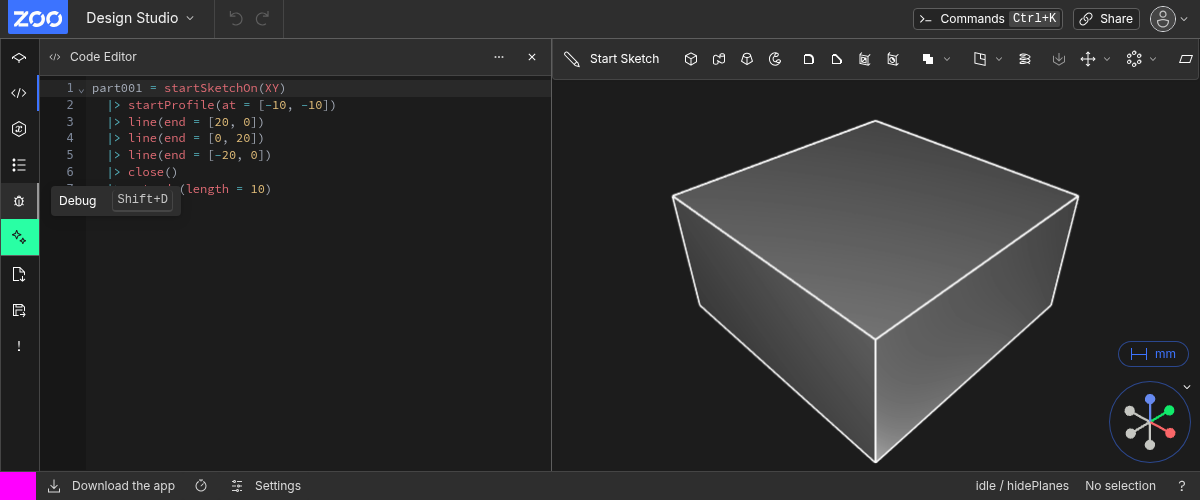 ZOO Design Studio Commands Ctrl+K Share
Code Editor
Start Sketch
1 part001 = startSketchOn(XY)
2 |> startProfile(at = [-10, -10])
3 |> line(end = [20, 0])
4 |> line(end = [0, 20])
5 |> line(end = [-20, 0])
6 |> close()
(length = 10)
Debug Shift+D
mm
Download the app Settings idle / hidePlanes No selection ?